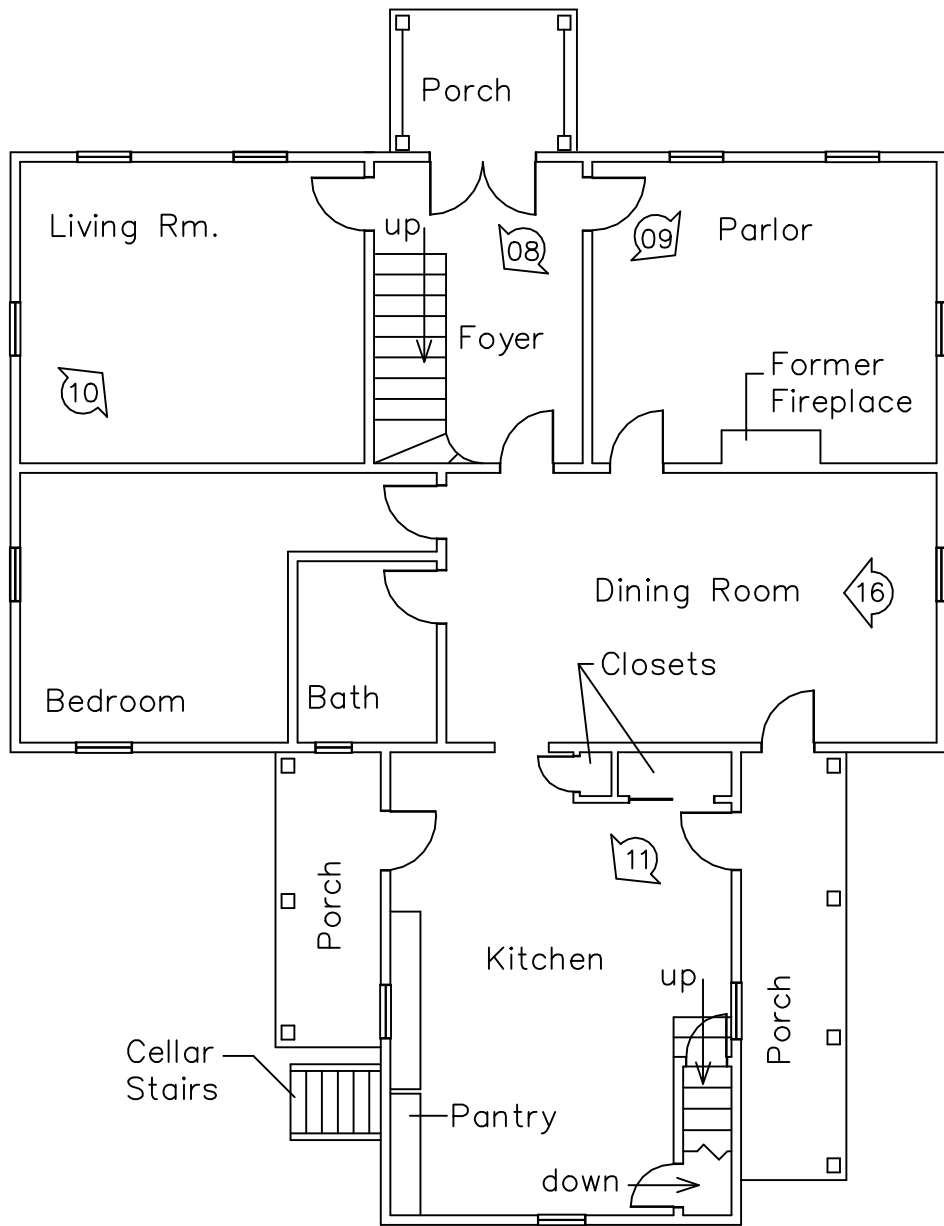 Porch
Living Rm.
up
08
09
Parlor
Foyer
10
Former
Fireplace
Dining Room
16
Closets
Bedroom
Bath
11
Porch
Kitchen
up
Porch
Cellar
Stairs
Pantry
down